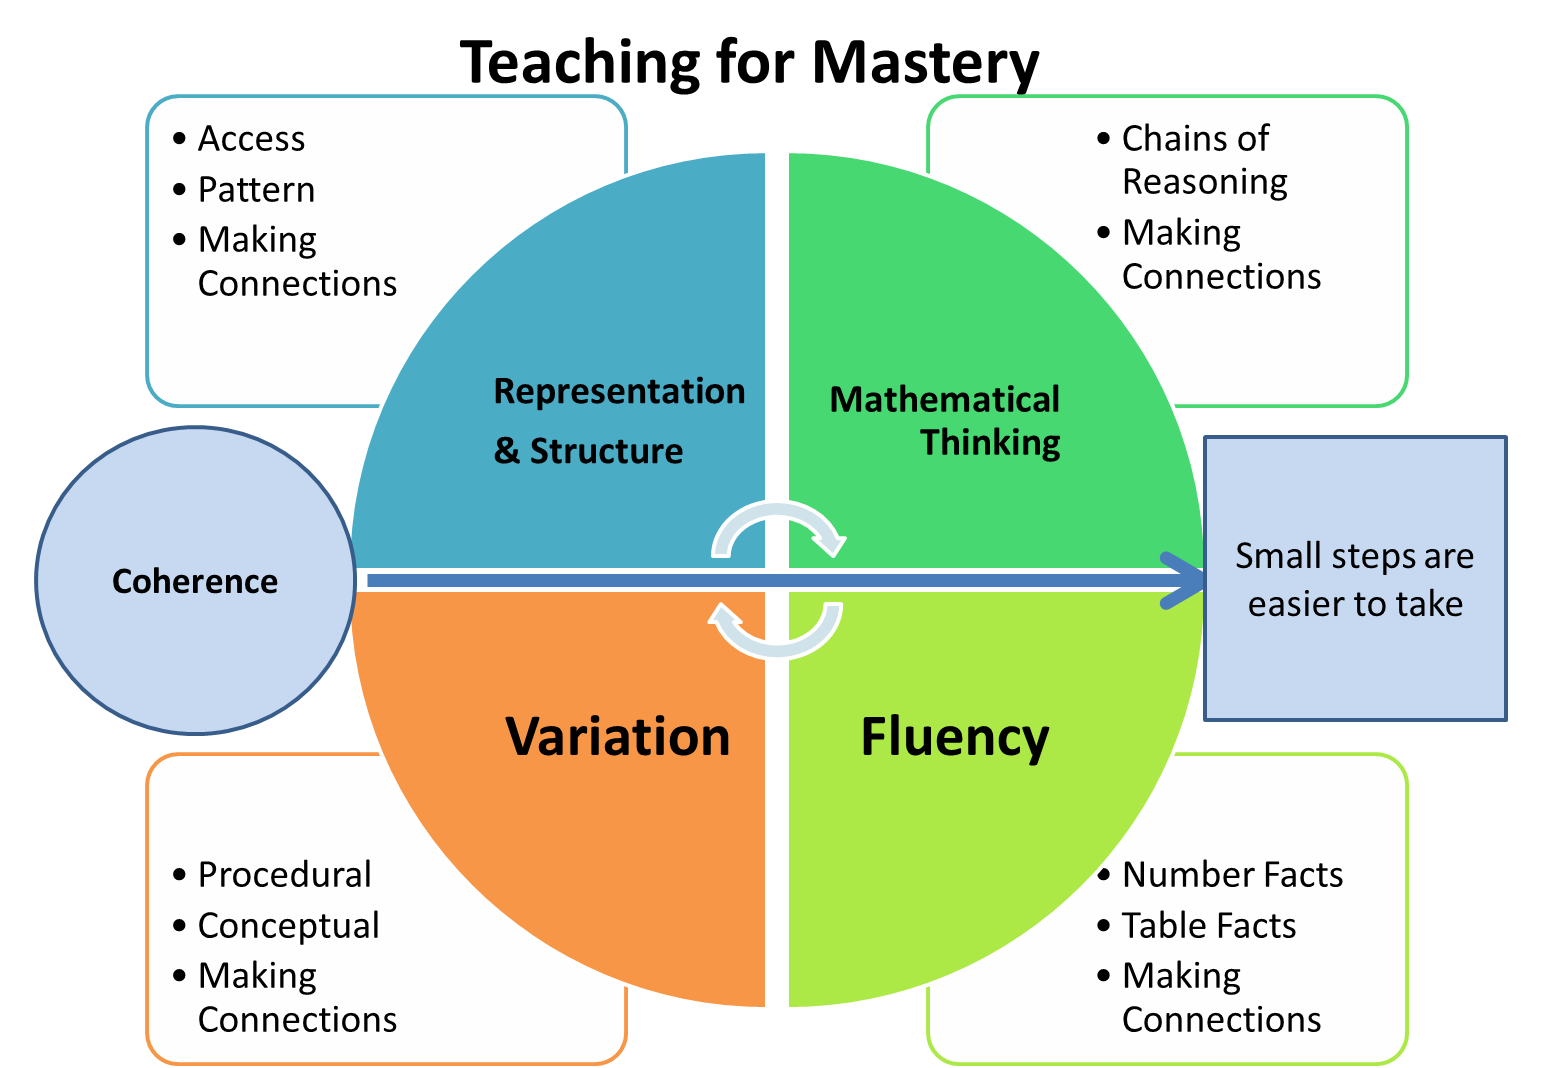 Teaching for Mastery
• Access
• Pattern
• Making
Connections
• Chains of
Reasoning
• Making
Connections
Representation
& Structure
Mathematical
Thinking
Coherence
Small steps are
easier to take
Variation
Fluency
• Procedural
• Conceptual
• Making
Connections
• Number Facts
• Table Facts
• Making
Connections